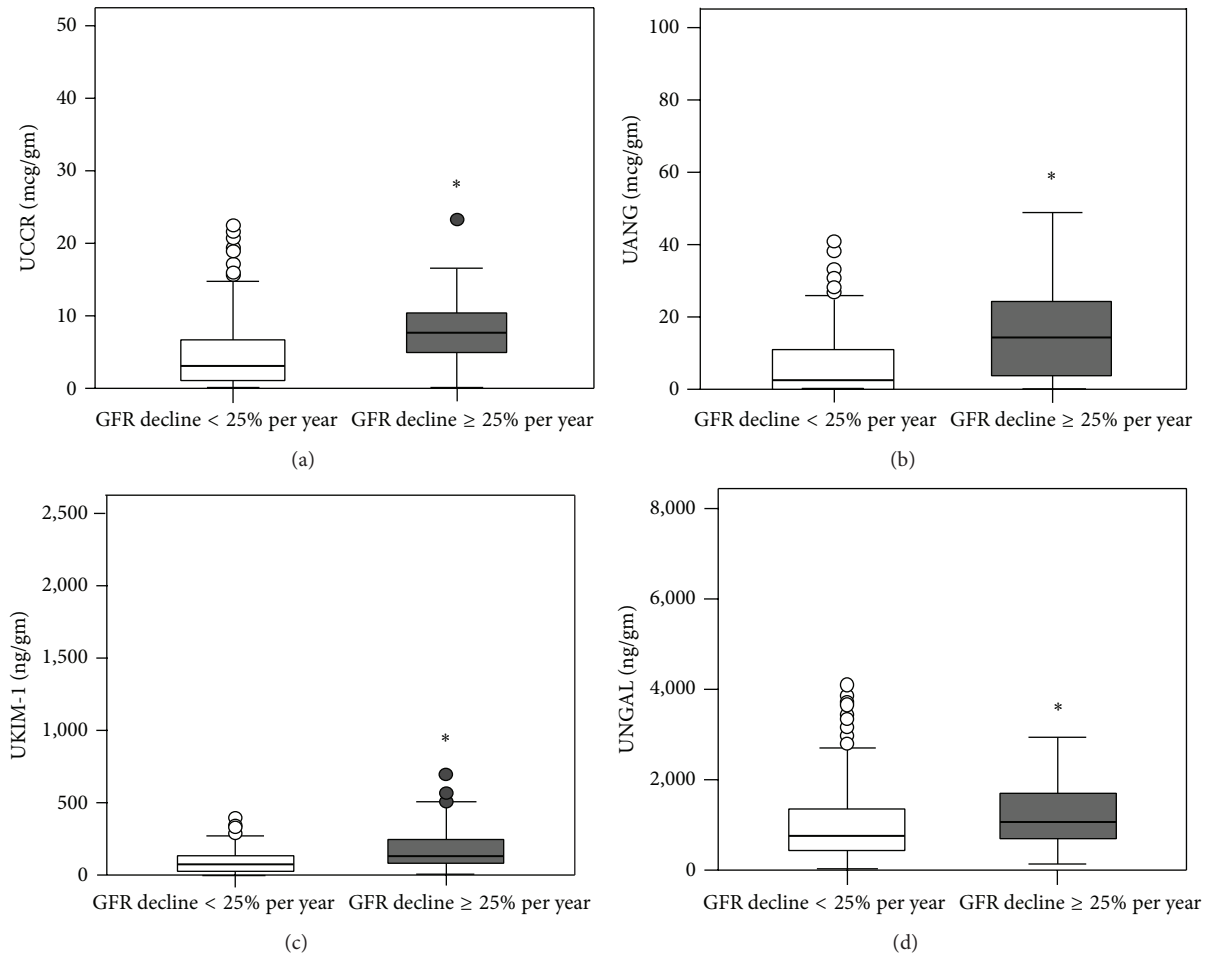 50
40
30
20
10
0
UCCR (mcg/gm)
*
GFR decline < 25% per year
GFR decline ≥ 25% per year
(a)
100
80
60
40
20
0
UANG (mcg/gm)
*
GFR decline < 25% per year
GFR decline ≥ 25% per year
(b)
2,500
2,000
1,500
1,000
500
0
UKIM-1 (ng/gm)
*
GFR decline < 25% per year
GFR decline ≥ 25% per year
(c)
8,000
6,000
4,000
2,000
0
UNGAL (ng/gm)
*
GFR decline < 25% per year
GFR decline ≥ 25% per year
(d)